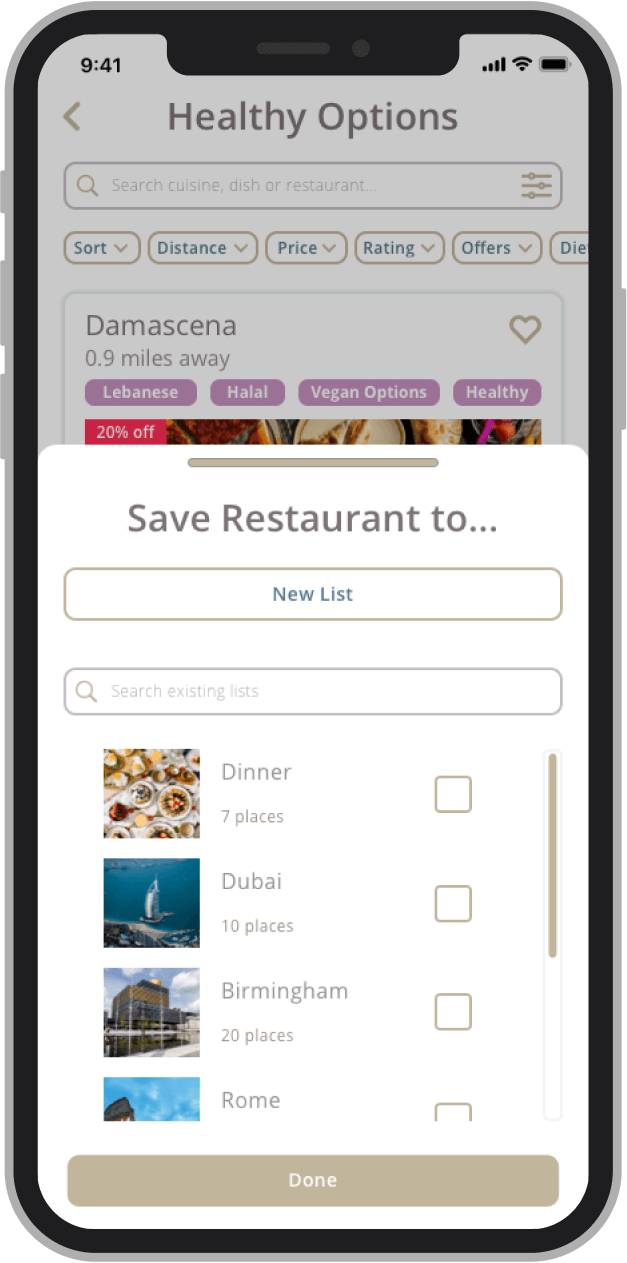 9:41
Healthy Options
Search cuisine, dish or restaurant...
Sort Distance Price Rating Offers Die
Damascena
0.9 miles away
Lebanese Halal Vegan Options Healthy
20% off
Save Restaurant to...
New List
Search existing lists
Dinner
7 places
Dubai
10 places
Birmingham
20 places
Rome
Done